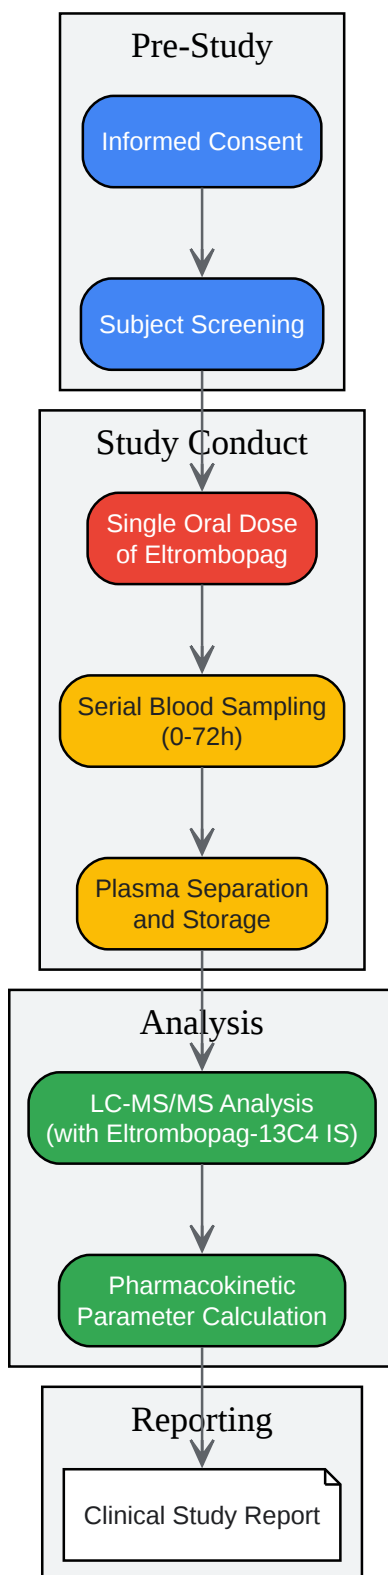 Pre-Study
Informed Consent
Subject Screening
Study Conduct
Single Oral Dose
of Eltrombopag
Serial Blood Sampling
(0-72h)
Plasma Separation
and Storage
Analysis
LC-MS/MS Analysis
(with Eltrombopag-13C4 IS)
Pharmacokinetic
Parameter Calculation
Reporting
Clinical Study Report